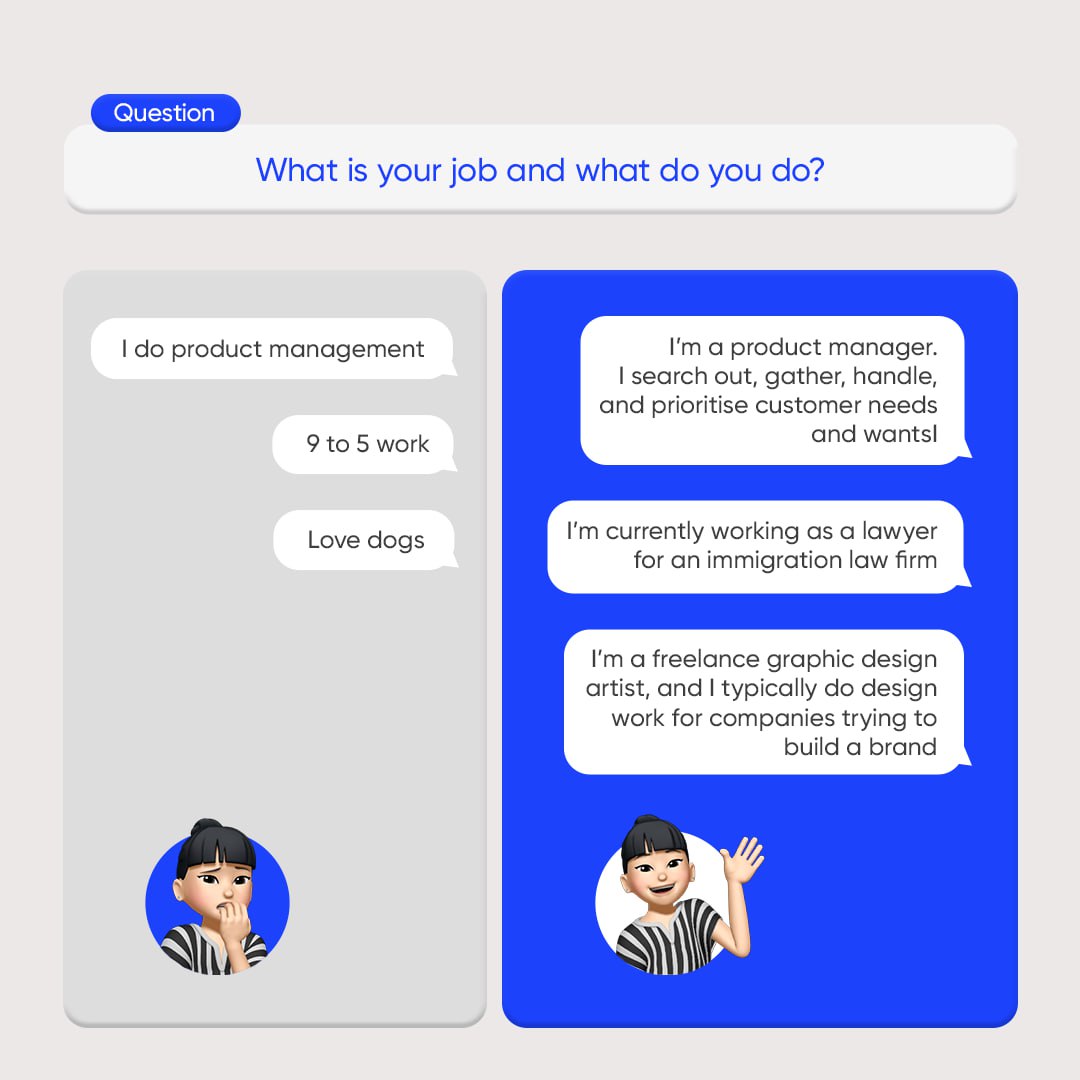 Question
What is your job and what do you do?
I do product management
9 to 5 work
Love dogs
I’m a product manager.
I search out, gather, handle,
and prioritise customer needs
and wantsI
I’m currently working as a lawyer
for an immigration law firm
I’m a freelance graphic design
artist, and I typically do design
work for companies trying to
build a brand